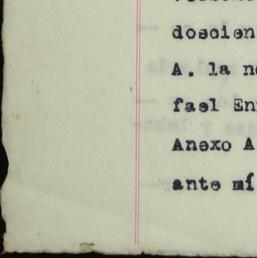 doscien
A. la n
fael En
Anexo A
ante mí